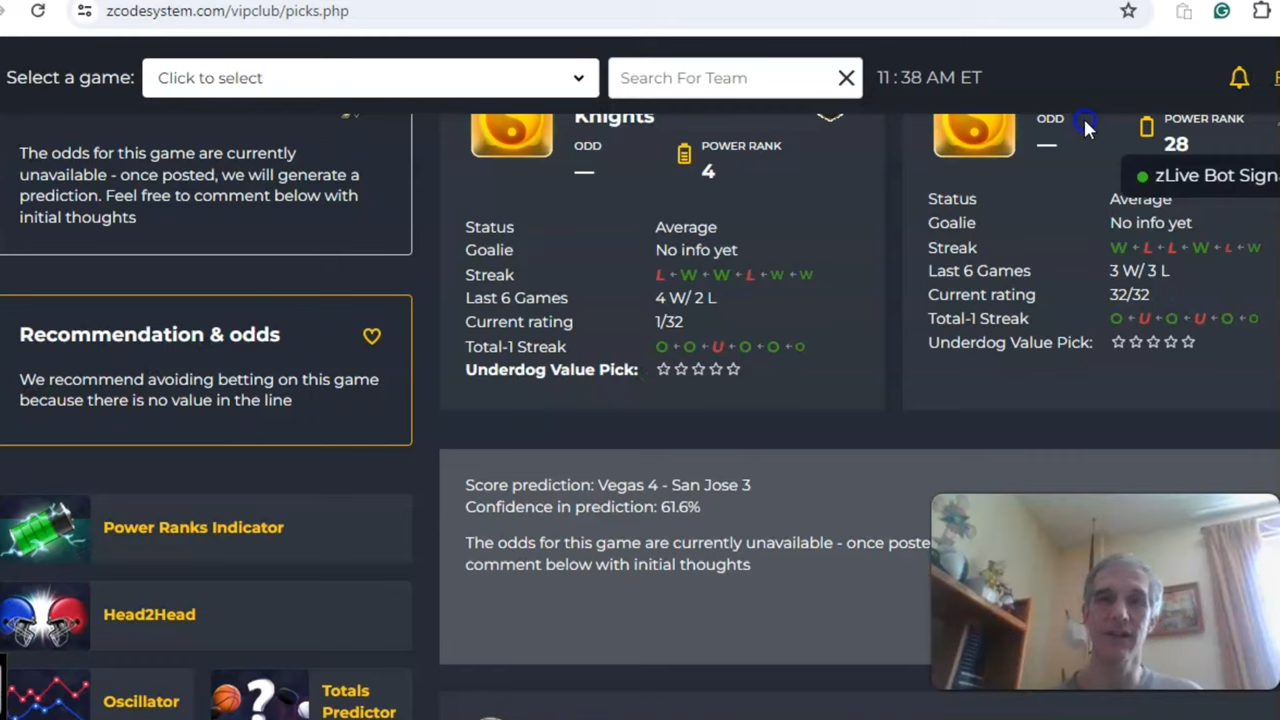 zcodesystem.com/vipclub/picks.php
Select a game:
Click to select
Search For Team
11:38 AM ET
The odds for this game are currently
unavailable - once posted, we will generate a
prediction. Feel free to comment below with
initial thoughts
Recommendation & odds
We recommend avoiding betting on this game
because there is no value in the line
Power Ranks Indicator
Head2Head
Oscillator
Totals
Predictor
Knights
ODD
—
POWER RANK
4
Status Average
Goalie No info yet
Streak L W W L W W
Last 6 Games 4 W/ 2 L
Current rating 1/32
Total-1 Streak O O U O O O
Underdog Value Pick:
ODD
—
POWER RANK
28
zLive Bot Sign
Status Average
Goalie No info yet
Streak W L L W L W
Last 6 Games 3 W/ 3 L
Current rating 32/32
Total-1 Streak O U O U O O
Underdog Value Pick:
Score prediction: Vegas 4 - San Jose 3
Confidence in prediction: 61.6%
The odds for this game are currently unavailable - once poste
comment below with initial thoughts